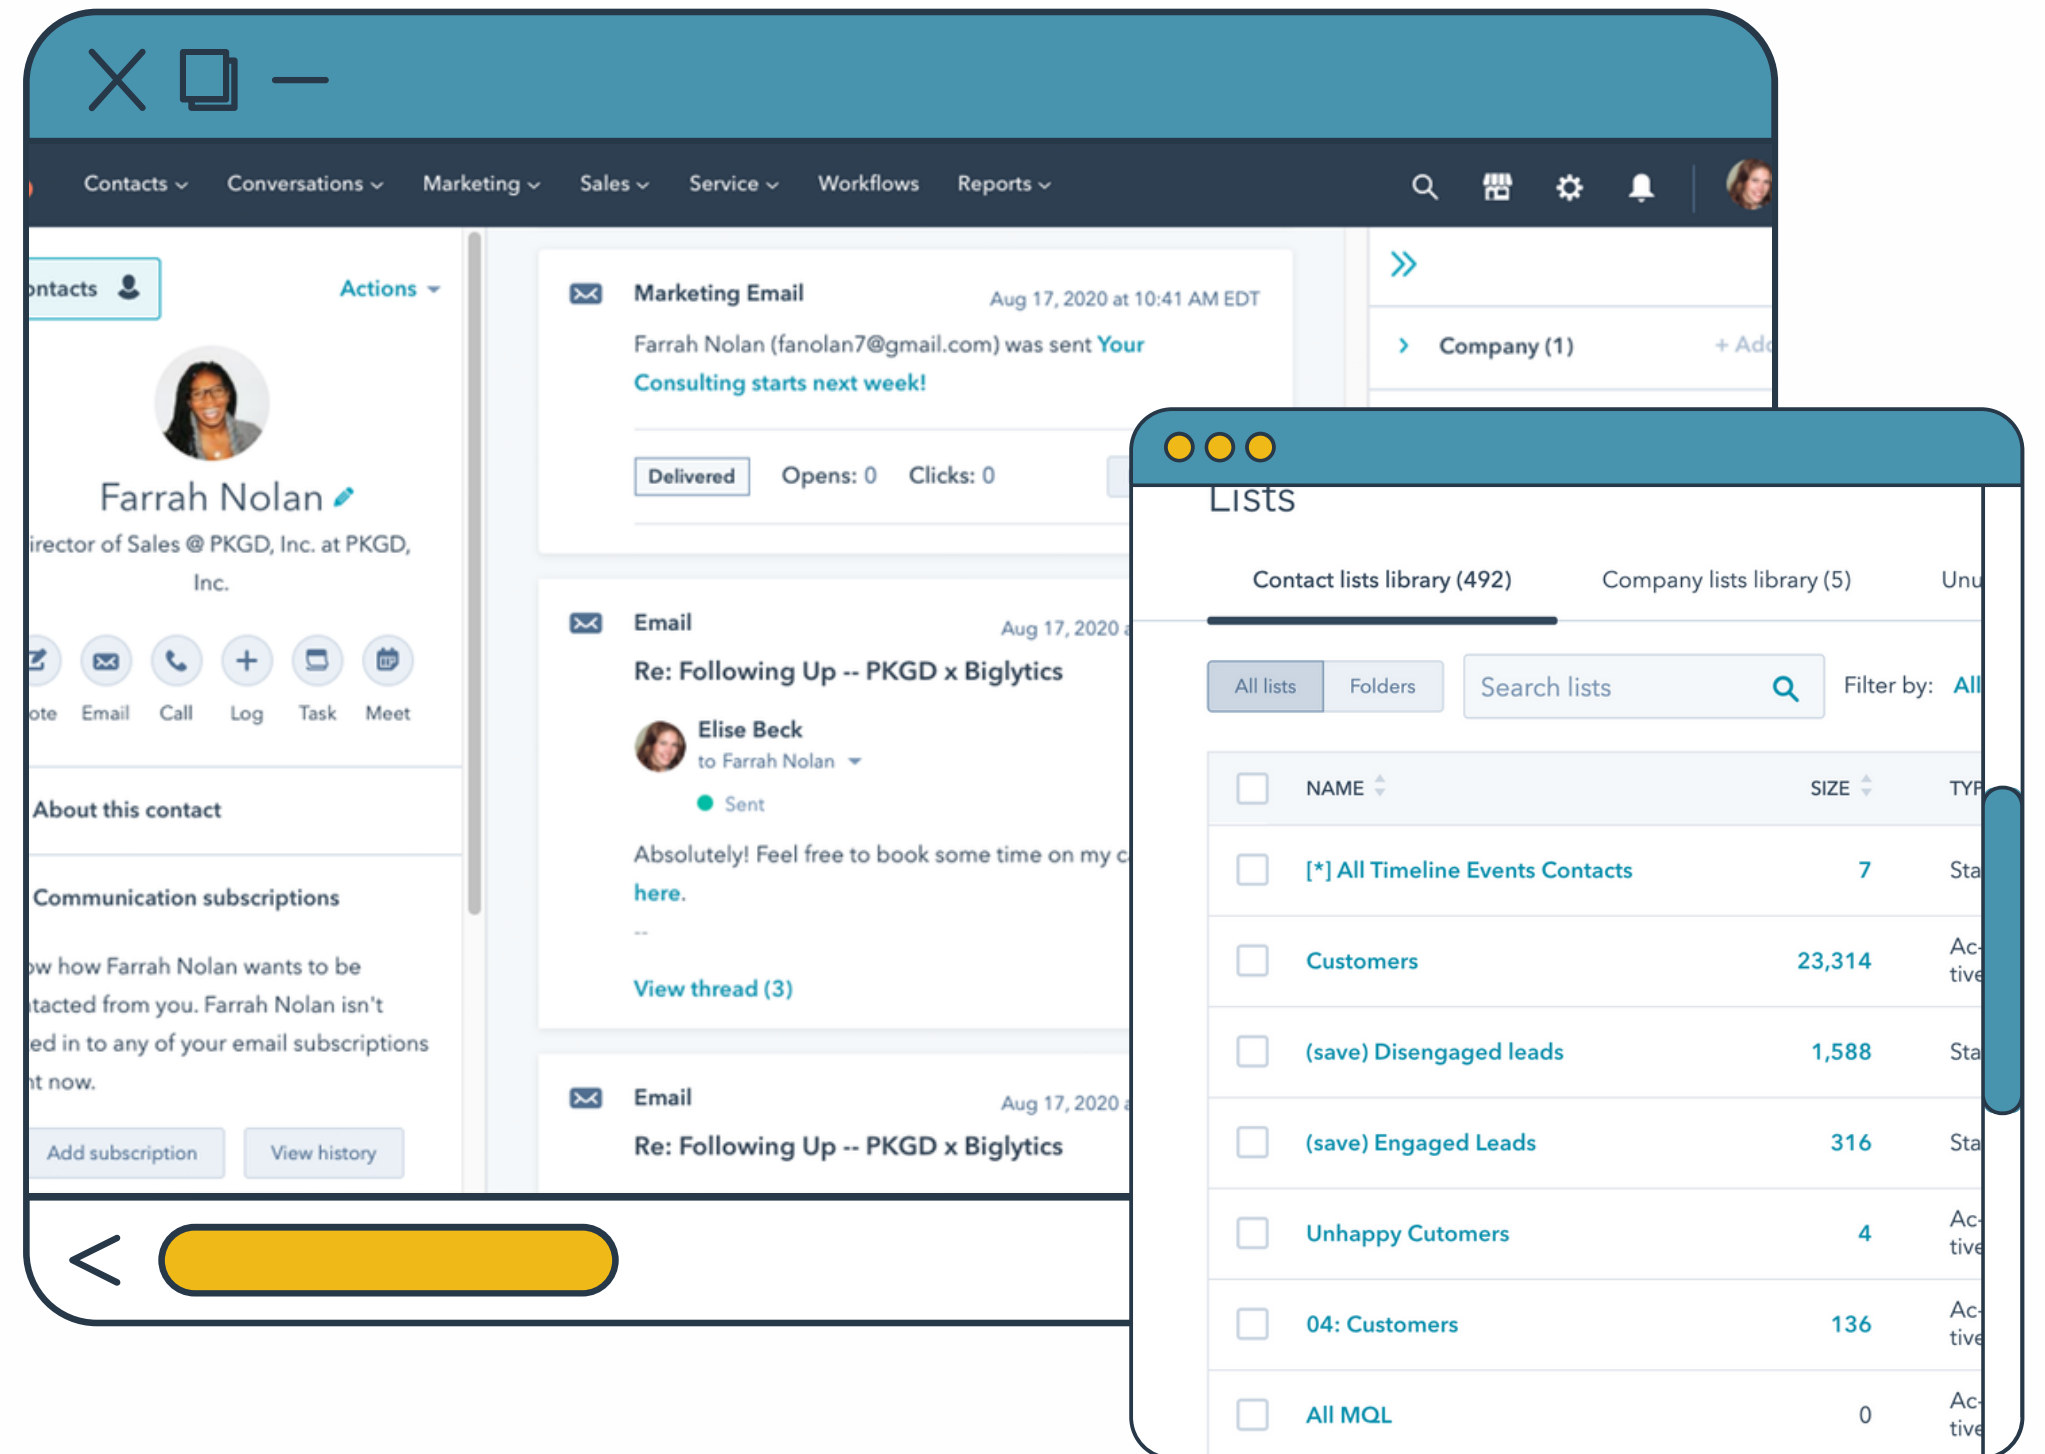 Contacts Conversations Marketing Sales Service Workflows Reports
ontacts
Actions
Farrah Nolan
irector of Sales @ PKGD, Inc. at PKGD,
Inc.
ote Email Call Log Task Meet
About this contact
Communication subscriptions
ow how Farrah Nolan wants to be
ntacted from you. Farrah Nolan isn't
ed in to any of your email subscriptions
ht now.
Add subscription View history
Marketing Email Aug 17, 2020 at 10:41 AM EDT
Farrah Nolan (fanolan7@gmail.com) was sent Your
Consulting starts next week!
Delivered Opens: 0 Clicks: 0
Email Aug 17, 2020 a
Re: Following Up -- PKGD x Biglytics
Elise Beck
to Farrah Nolan
Sent
Absolutely! Feel free to book some time on my c
here.
--
View thread (3)
Email Aug 17, 2020 a
Re: Following Up -- PKGD x Biglytics
Company (1) + Add
Lists
Contact lists library (492) Company lists library (5) Unu
All lists Folders Search lists Filter by: All
NAME SIZE TYP
[*] All Timeline Events Contacts 7 Sta
Customers 23,314 Ac-
tive
(save) Disengaged leads 1,588 Sta
(save) Engaged Leads 316 Sta
Unhappy Cutomers 4 Ac-
tive
04: Customers 136 Ac-
tive
All MQL 0 Ac-
tive